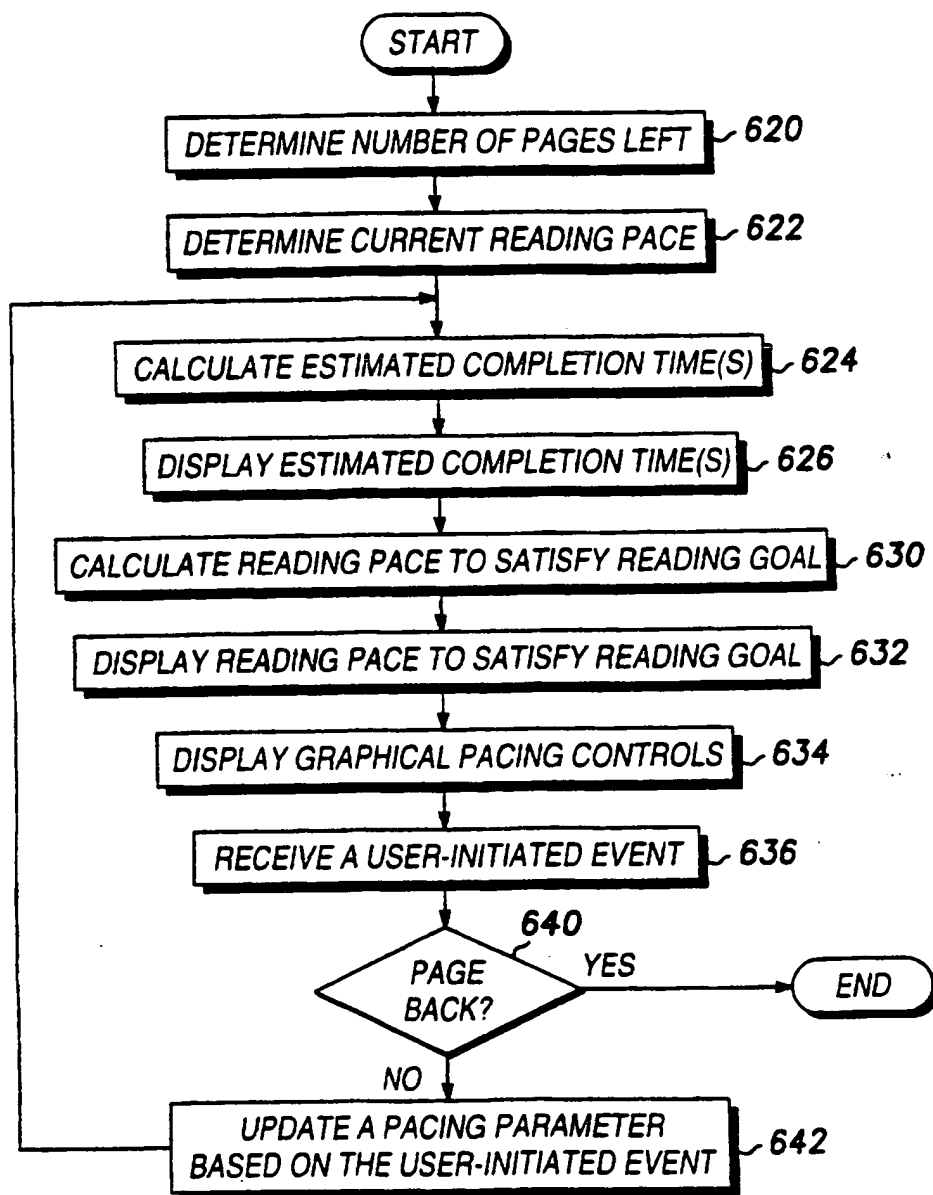 START
DETERMINE NUMBER OF PAGES LEFT 620
DETERMINE CURRENT READING PACE 622
CALCULATE ESTIMATED COMPLETION TIME(S) 624
DISPLAY ESTIMATED COMPLETION TIME(S) 626
CALCULATE READING PACE TO SATISFY READING GOAL 630
DISPLAY READING PACE TO SATISFY READING GOAL 632
DISPLAY GRAPHICAL PACING CONTROLS 634
RECEIVE A USER-INITIATED EVENT 636
640
PAGE
BACK?
YES
END
NO
UPDATE A PACING PARAMETER
BASED ON THE USER-INITIATED EVENT 642